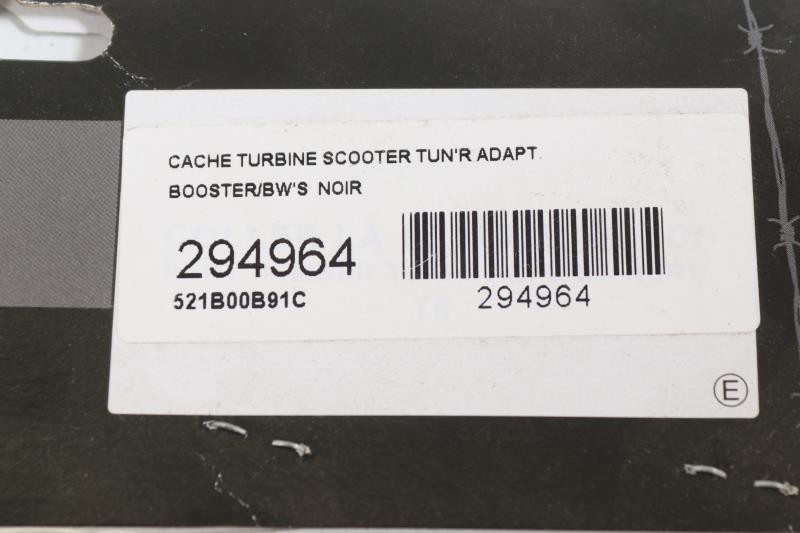 CACHE TURBINE SCOOTER TUN'R ADAPT.
BOOSTER/BW'S NOIR
294964
521B00B91C
294964
E